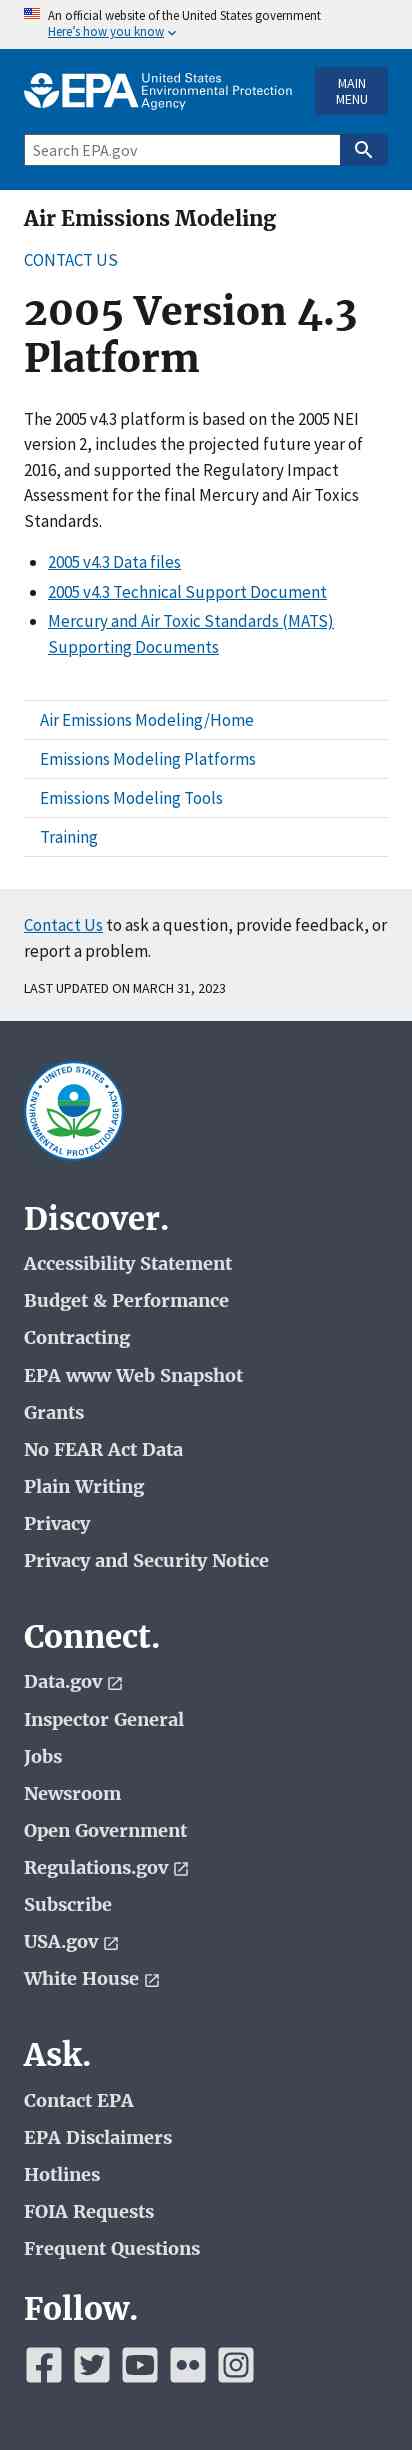 An official website of the United States government
Here's how you know
EPA United States
Environmental Protection
Agency
MAIN
MENU
Search EPA.gov
Air Emissions Modeling
CONTACT US
2005 Version 4.3
Platform
The 2005 v4.3 platform is based on the 2005 NEI
version 2, includes the projected future year of
2016, and supported the Regulatory Impact
Assessment for the final Mercury and Air Toxics
Standards.
2005 v4.3 Data files
2005 v4.3 Technical Support Document
Mercury and Air Toxic Standards (MATS)
Supporting Documents
Air Emissions Modeling/Home
Emissions Modeling Platforms
Emissions Modeling Tools
Training
Contact Us to ask a question, provide feedback, or
report a problem.
LAST UPDATED ON MARCH 31, 2023
UNITED STATES
ENVIRONMENTAL PROTECTION AGENCY
Discover.
Accessibility Statement
Budget & Performance
Contracting
EPA www Web Snapshot
Grants
No FEAR Act Data
Plain Writing
Privacy
Privacy and Security Notice
Connect.
Data.gov
Inspector General
Jobs
Newsroom
Open Government
Regulations.gov
Subscribe
USA.gov
White House
Ask.
Contact EPA
EPA Disclaimers
Hotlines
FOIA Requests
Frequent Questions
Follow.